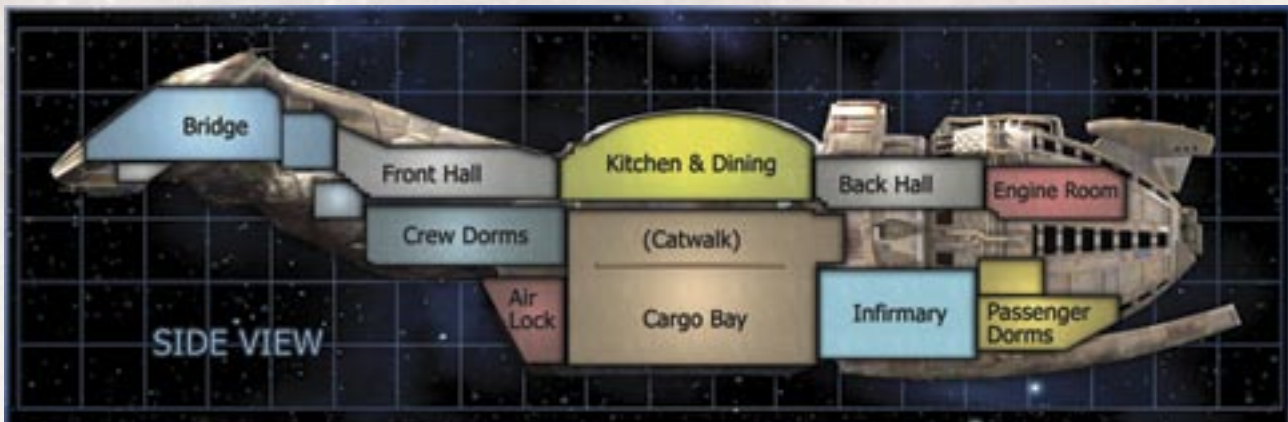 Bridge
Front Hall
Kitchen & Dining
Back Hall
Engine Room
Crew Dorms
(Catwalk)
Air
Lock
Cargo Bay
Infirmary
Passenger
Dorms
SIDE VIEW